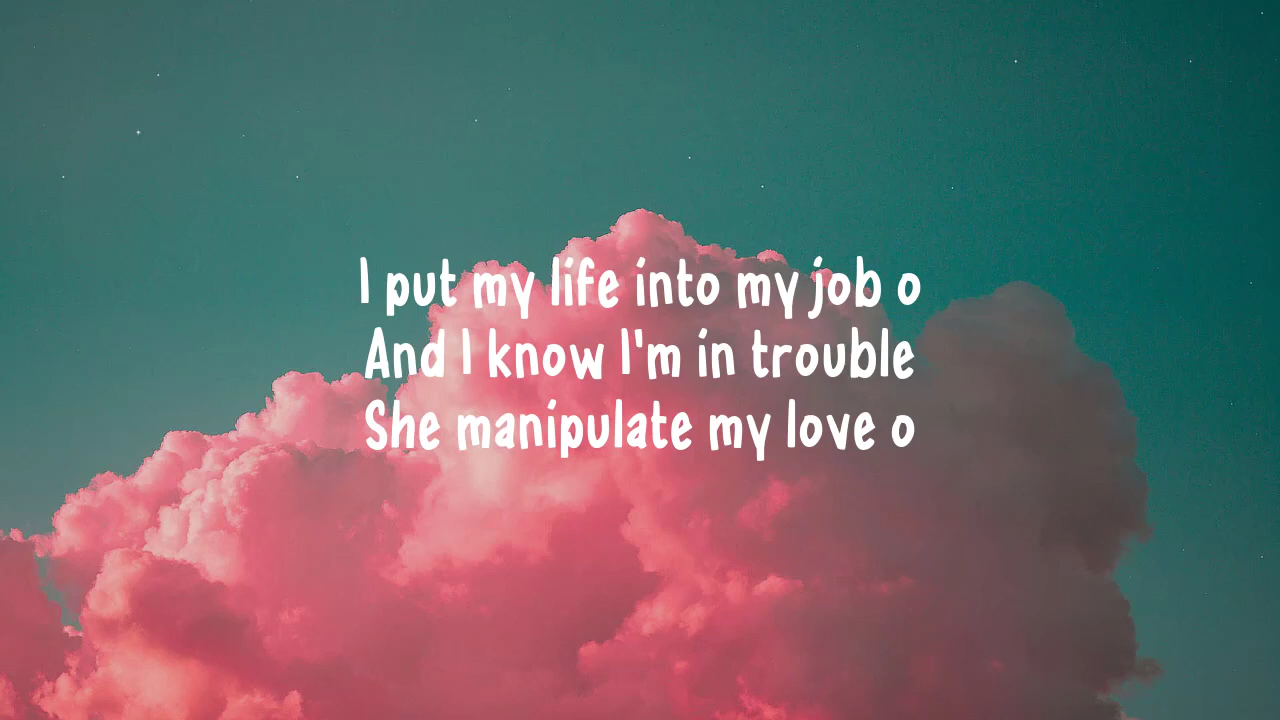 I put my life into my job o
And I know I'm in trouble
She manipulate my love o